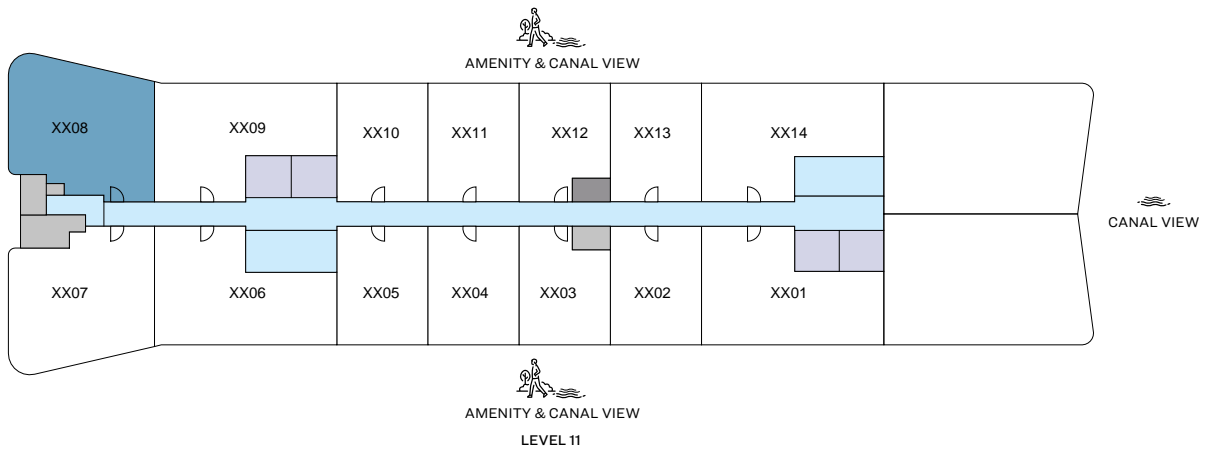 AMENITY & CANAL VIEW
XX08
XX09
XX10
XX11
XX12
XX13
XX14
CANAL VIEW
XX07
XX06
XX05
XX04
XX03
XX02
XX01
AMENITY & CANAL VIEW
LEVEL 11